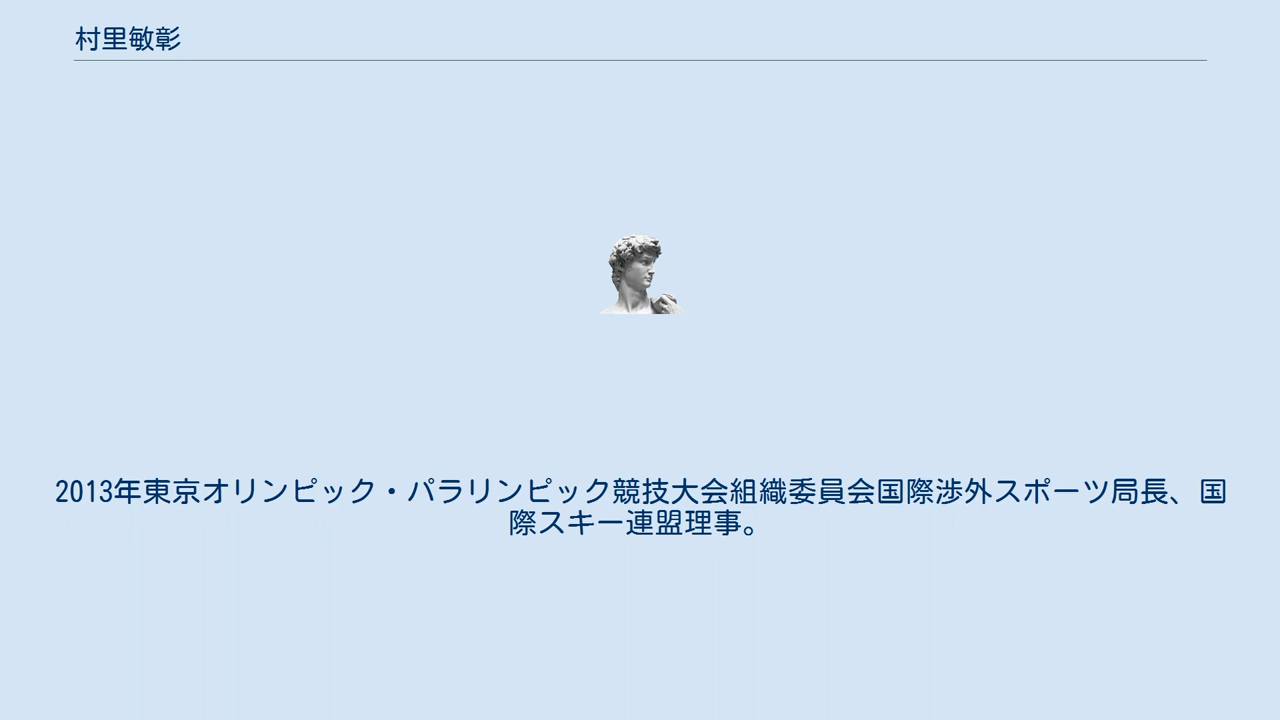 村里敏彰
2013年東京オリンピック・パラリンピック競技大会組織委員会国際渉外スポーツ局長、国
際スキー連盟理事。